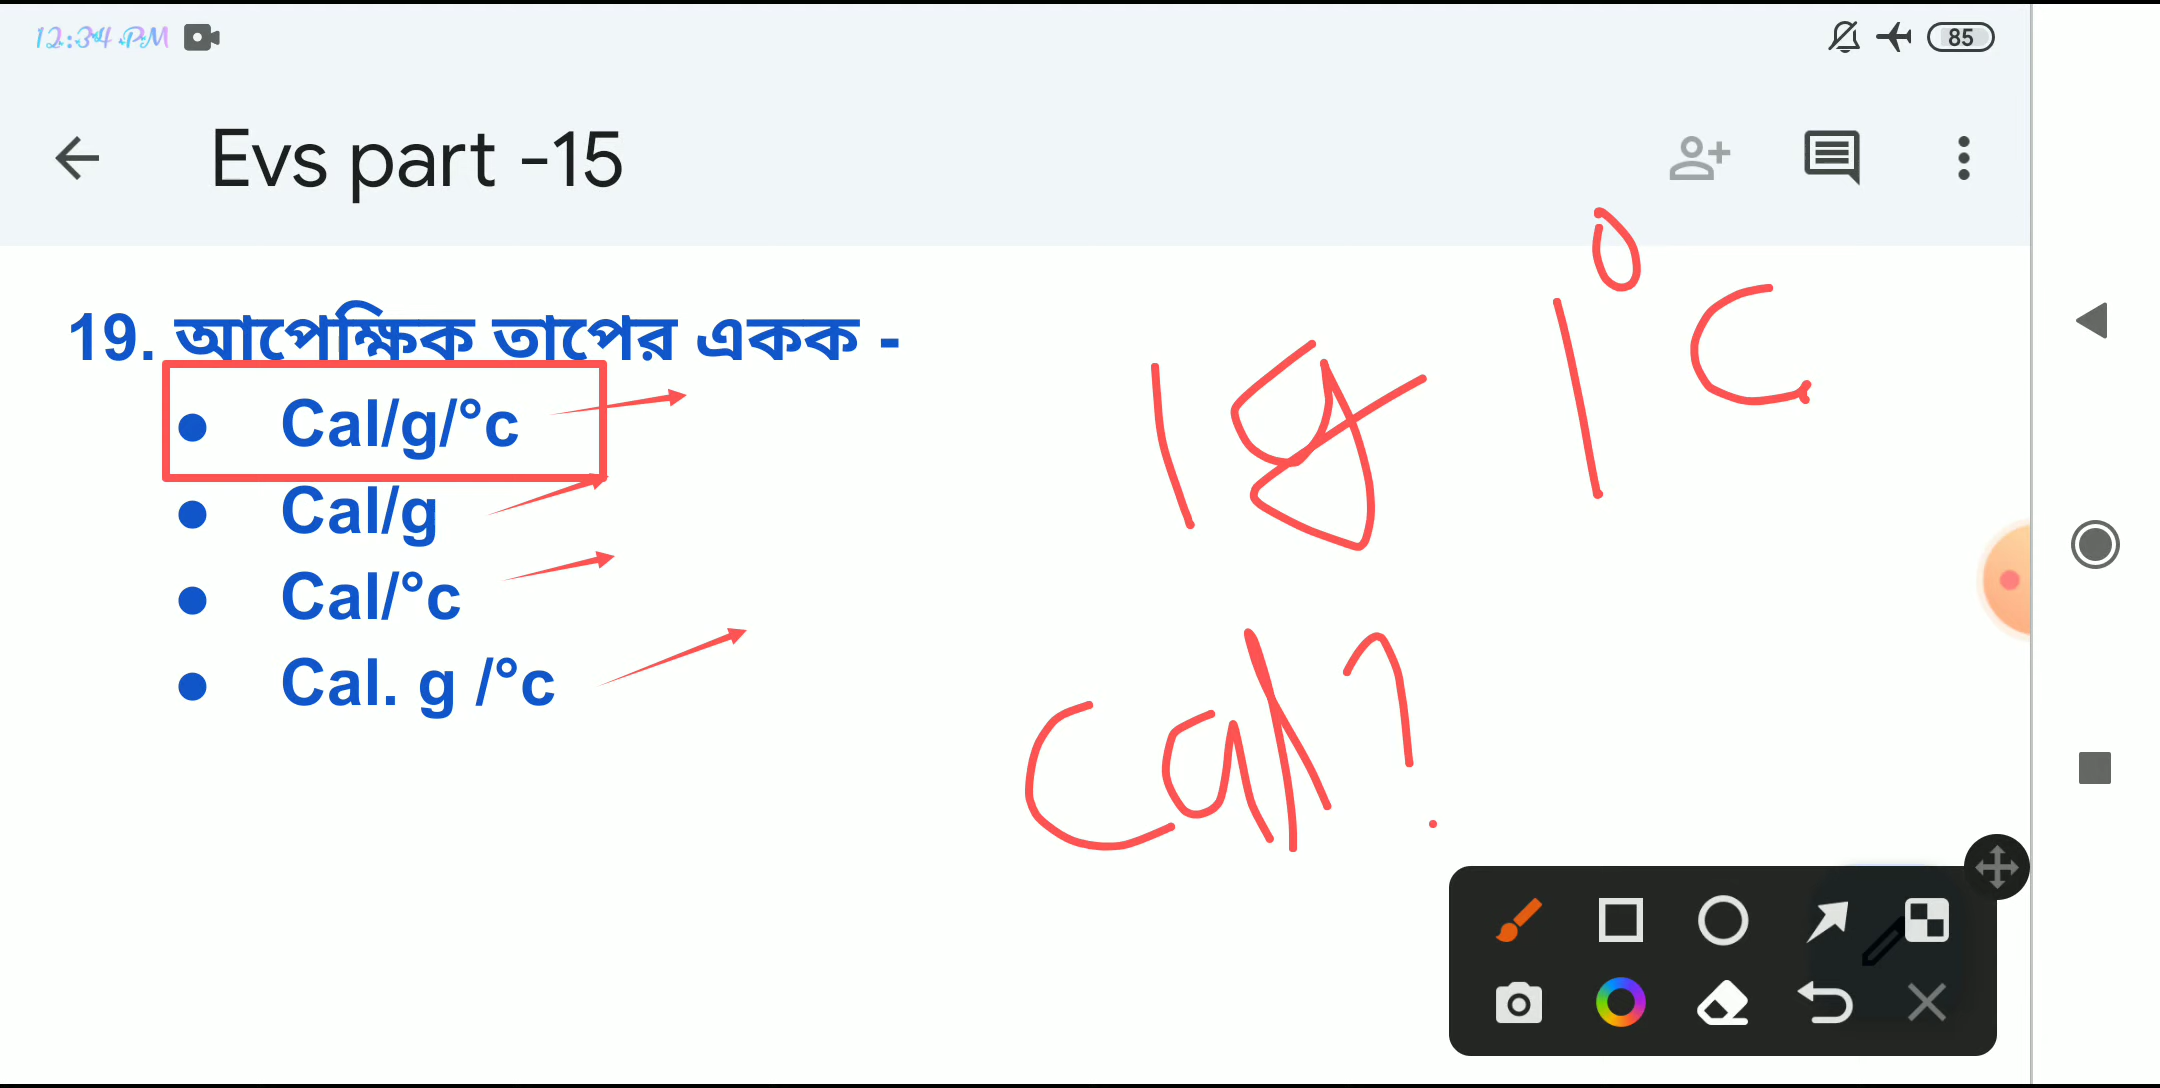 12:34 PM
85
Evs part -15
19. আপেক্ষিক তাপের একক -
● Cal/g/°c
● Cal/g
● Cal/°c
● Cal. g /°c
1g 1°C
Cal?